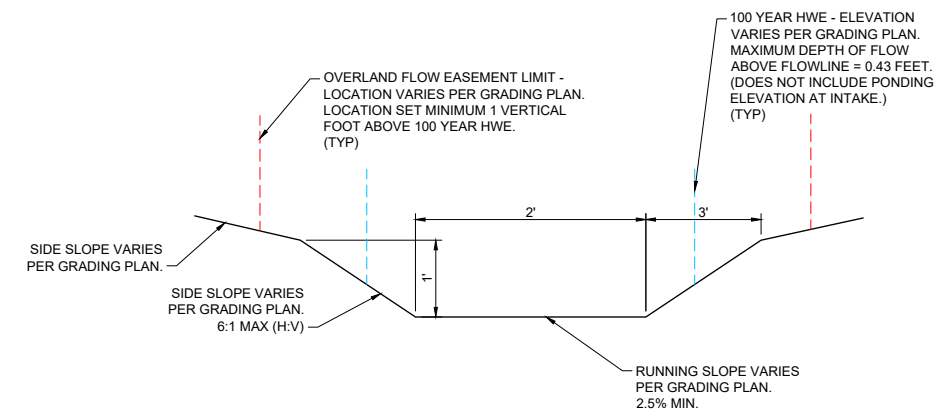 100 YEAR HWE - ELEVATION
VARIES PER GRADING PLAN.
MAXIMUM DEPTH OF FLOW
ABOVE FLOWLINE = 0.43 FEET.
(DOES NOT INCLUDE PONDING
ELEVATION AT INTAKE.)
(TYP)
OVERLAND FLOW EASEMENT LIMIT -
LOCATION VARIES PER GRADING PLAN.
LOCATION SET MINIMUM 1 VERTICAL
FOOT ABOVE 100 YEAR HWE.
(TYP)
2'
3'
SIDE SLOPE VARIES
PER GRADING PLAN.
1'
SIDE SLOPE VARIES
PER GRADING PLAN.
6:1 MAX (H:V)
RUNNING SLOPE VARIES
PER GRADING PLAN.
2.5% MIN.